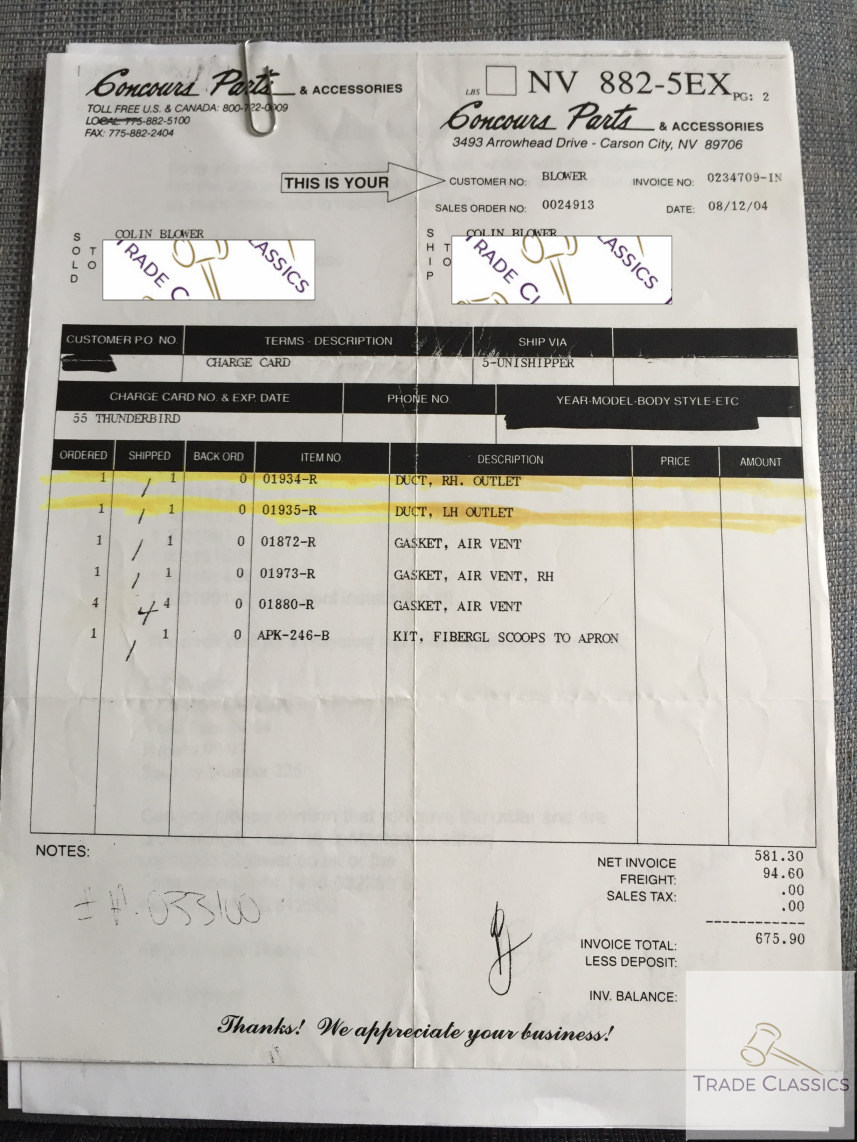 Concours Parts & ACCESSORIES
TOLL FREE U.S. & CANADA: 800-722-0009
LOCAL 775-882-5100
FAX: 775-882-2404
LBS NV 882-5EX PG: 2
Concours Parts & ACCESSORIES
3493 Arrowhead Drive - Carson City, NV 89706
THIS IS YOUR
CUSTOMER NO: BLOWER INVOICE NO: 0234709-IN
SALES ORDER NO: 0024913 DATE: 08/12/04
SOLD TO COLIN BLOWER
SHIP TO COLIN BLOWER
TRADE CLASSICS
TRADE CLASSICS
CUSTOMER P.O. NO. TERMS - DESCRIPTION SHIP VIA
CHARGE CARD 5-UNISHIPPER
CHARGE CARD NO. & EXP. DATE PHONE NO. YEAR-MODEL-BODY STYLE-ETC
55 THUNDERBIRD
ORDERED SHIPPED BACK ORD ITEM NO. DESCRIPTION PRICE AMOUNT
1 / 1 0 01934-R DUCT, RH. OUTLET
1 / 1 0 01935-R DUCT, LH OUTLET
1 / 1 0 01872-R GASKET, AIR VENT
1 / 1 0 01973-R GASKET, AIR VENT, RH
4 4 4 0 01880-R GASKET, AIR VENT
1 / 1 0 APK-246-B KIT, FIBERGL SCOOPS TO APRON
NOTES:
NET INVOICE 581.30
FREIGHT: 94.60
SALES TAX: .00
.00
INVOICE TOTAL: 675.90
LESS DEPOSIT:
INV. BALANCE:
Thanks! We appreciate your business!
TRADE CLASSICS